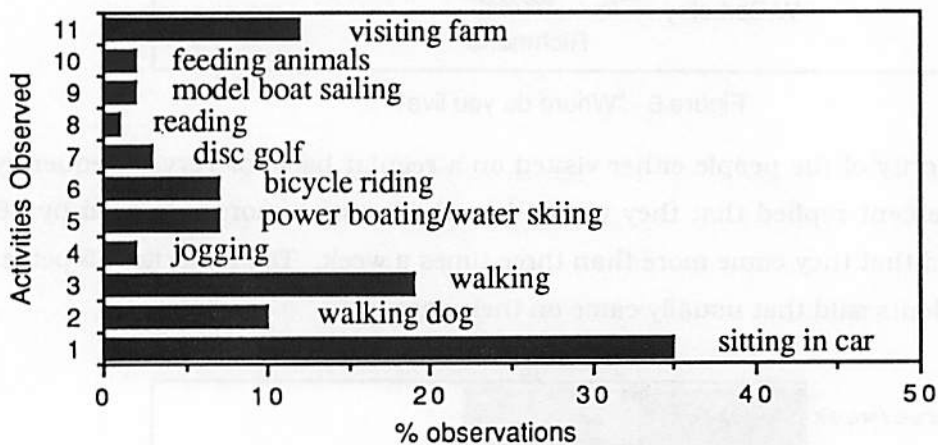 Activities Observed
11 visiting farm
10 feeding animals
9 model boat sailing
8 reading
7 disc golf
6 bicycle riding
5 power boating/water skiing
4 jogging
3 walking
2 walking dog
1 sitting in car
0 10 20 30 40 50
% observations